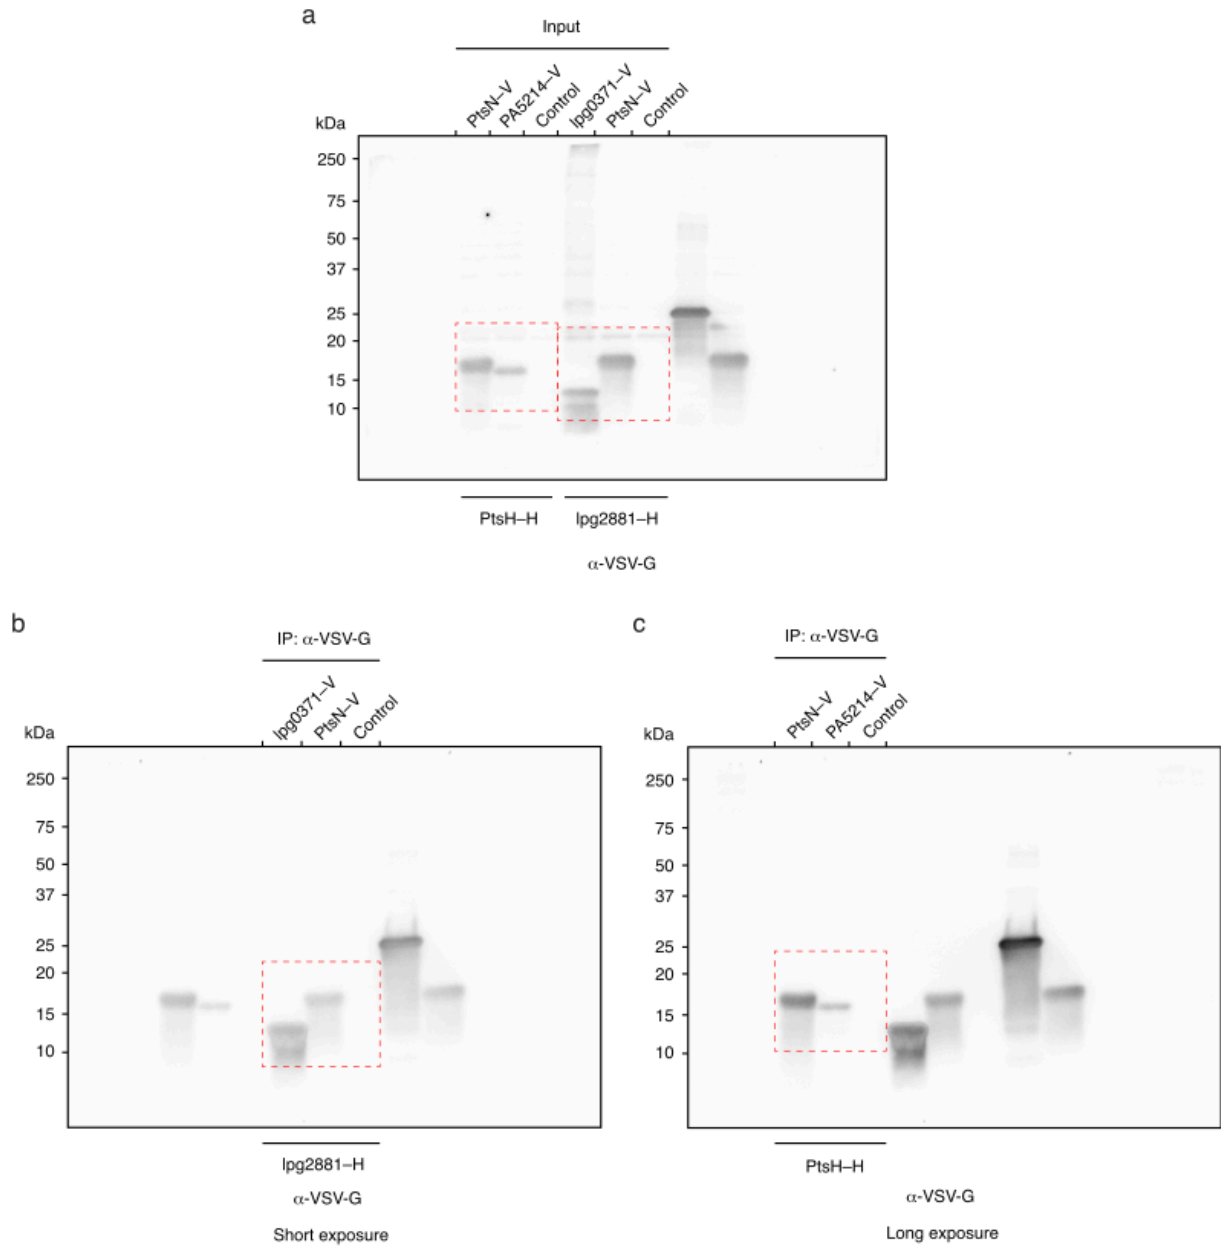 a
Input
PtsN–V
PA5214–V
Control
lpg0371–V
PtsN–V
Control
kDa
250
75
50
37
25
20
15
10
PtsH–H
lpg2881–H
α-VSV-G
b
IP: α-VSV-G
lpg0371–V
PtsN–V
Control
kDa
250
75
50
37
25
20
15
10
lpg2881–H
α-VSV-G
Short exposure
c
IP: α-VSV-G
PtsN–V
PA5214–V
Control
kDa
250
75
50
37
25
20
15
10
PtsH–H
α-VSV-G
Long exposure